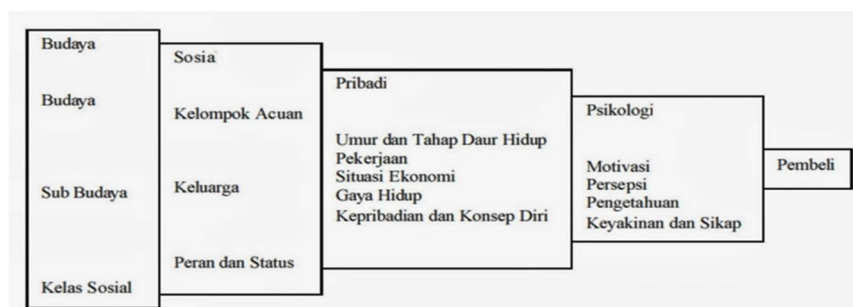 Budaya
Budaya
Sub Budaya
Kelas Sosial
Sosia
Kelompok Acuan
Keluarga
Peran dan Status
Pribadi
Umur dan Tahap Daur Hidup
Pekerjaan
Situasi Ekonomi
Gaya Hidup
Kepribadian dan Konsep Diri
Psikologi
Motivasi
Persepsi
Pengetahuan
Keyakinan dan Sikap
Pembeli